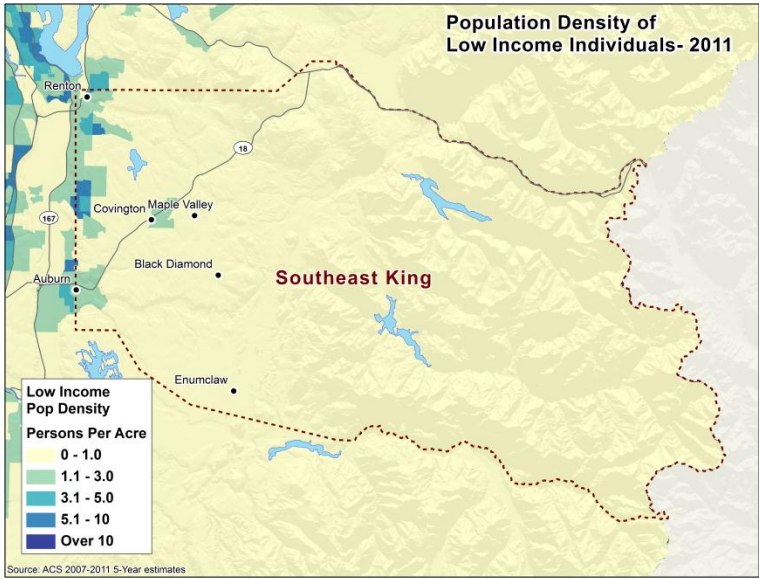 Population Density of
Low Income Individuals- 2011
Renton
18
Covington
Maple Valley
167
Black Diamond
Auburn
Southeast King
Enumclaw
Low Income
Pop Density
Persons Per Acre
0 - 1.0
1.1 - 3.0
3.1 - 5.0
5.1 - 10
Over 10
Source: ACS 2007-2011 5-Year estimates